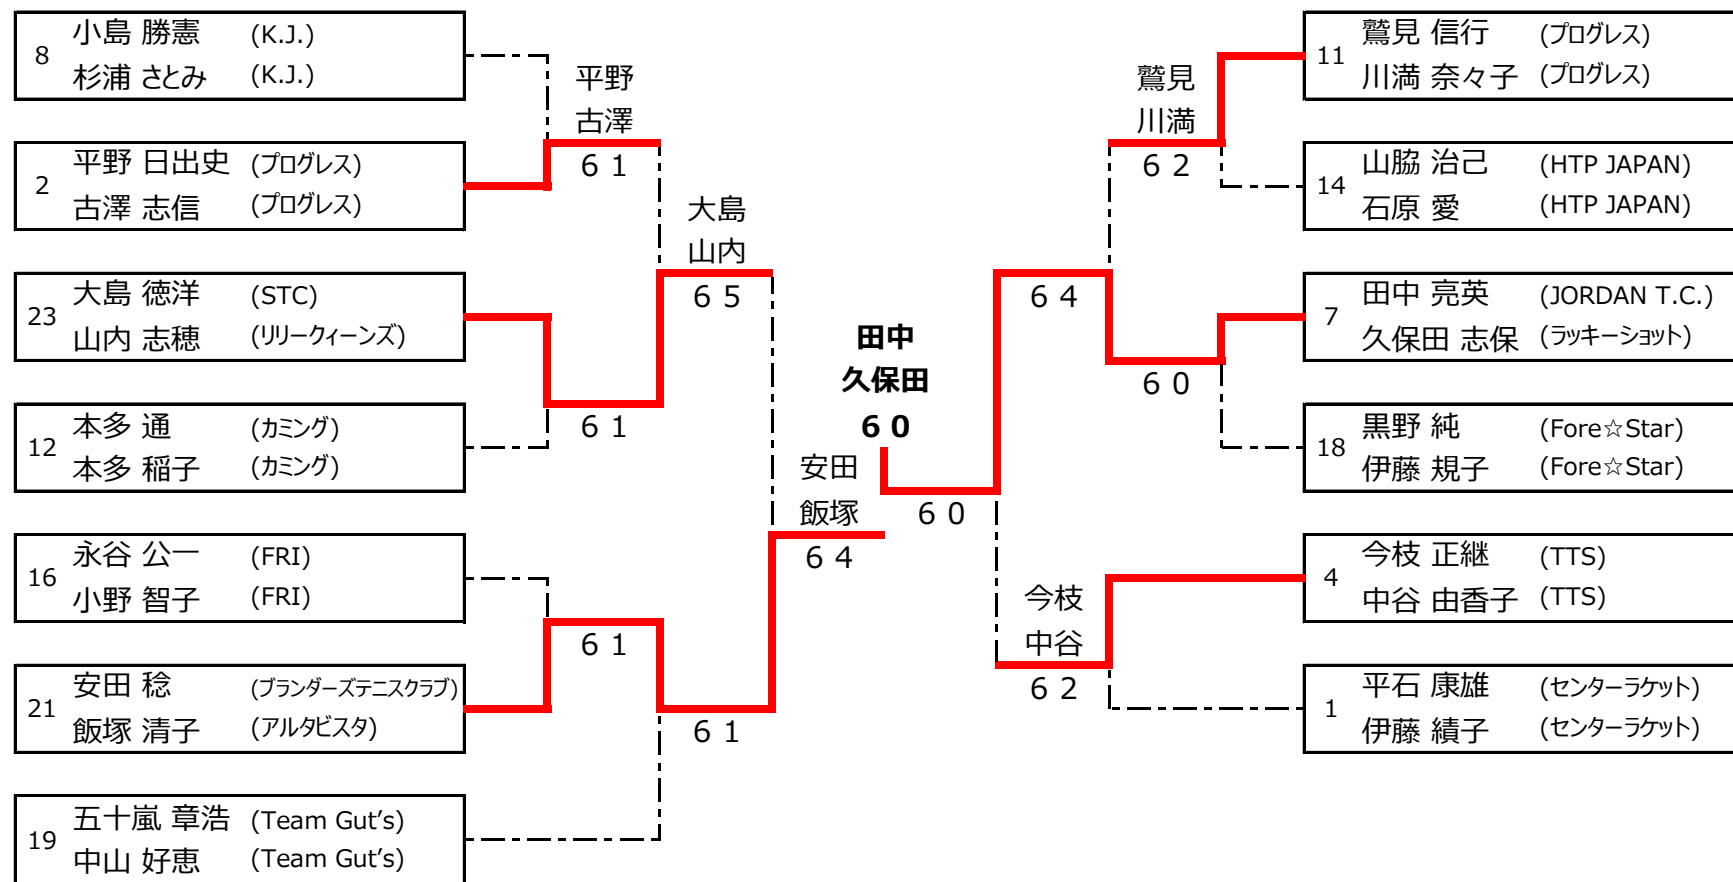 8
小島 勝憲 (K.J.)
杉浦 さとみ (K.J.)
平野
古澤
6 1
2
平野 日出史 (プログレス)
古澤 志信 (プログレス)
大島
山内
6 5
23
大島 徳洋 (STC)
山内 志穂 (リリークィーンズ)
6 1
12
本多 通 (カミング)
本多 稲子 (カミング)
安田
飯塚
6 4
16
永谷 公一 (FRI)
小野 智子 (FRI)
6 1
21
安田 稔 (ブランダーズテニスクラブ)
飯塚 清子 (アルタビスタ)
6 1
19
五十嵐 章浩 (Team Gut's)
中山 好恵 (Team Gut's)
田中
久保田
6 0
6 0
鷲見
川満
6 2
11
鷲見 信行 (プログレス)
川満 奈々子 (プログレス)
14
山脇 治己 (HTP JAPAN)
石原 愛 (HTP JAPAN)
6 4
7
田中 亮英 (JORDAN T.C.)
久保田 志保 (ラッキーショット)
6 0
18
黒野 純 (Fore☆Star)
伊藤 規子 (Fore☆Star)
今枝
中谷
6 2
4
今枝 正継 (TTS)
中谷 由香子 (TTS)
1
平石 康雄 (センターラケット)
伊藤 績子 (センターラケット)